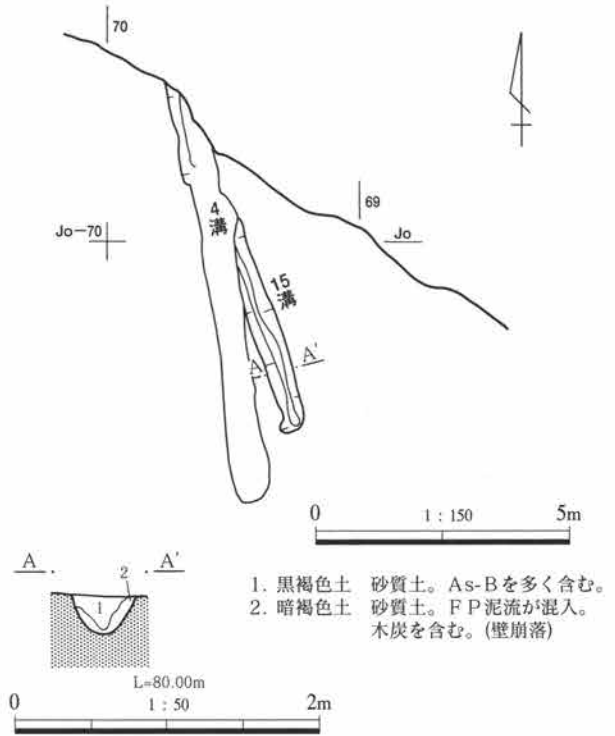 70
69
Jo-70
Jo
4溝
15溝
A A'
0 1：150 5m
A A'
2
1
1. 黒褐色土 砂質土。As-Bを多く含む。
2. 暗褐色土 砂質土。FP泥流が混入。
木炭を含む。(壁崩落)
L=80.00m
0 1：50 2m